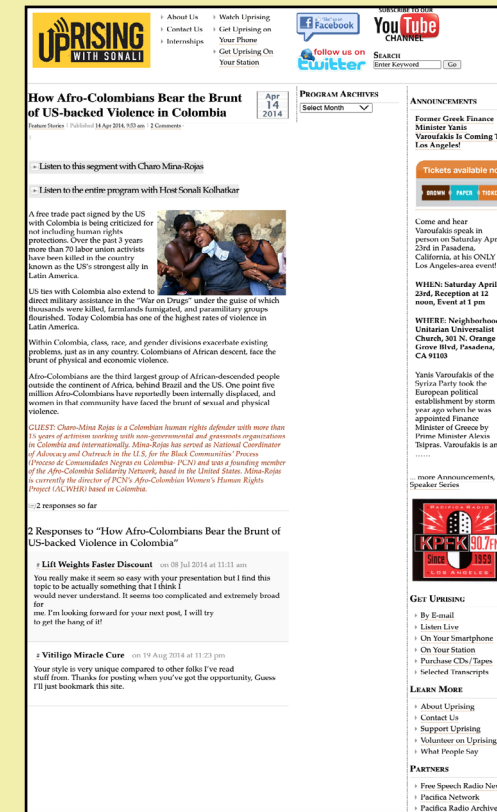 UPRISING
WITH SONALI
About Us
Contact Us
Internships
Watch Uprising
Get Uprising on
Your Phone
Get Uprising On
Your Station
Facebook
follow us on
twitter
SUBSCRIBE TO OUR
YouTube
CHANNEL
SEARCH
Enter Keyword
Go
How Afro-Colombians Bear the Brunt
of US-backed Violence in Colombia
Apr
14
2014
Feature Stories | Published 14 Apr 2014, 9:53 am | 2 Comments
Listen to this segment with Charo Mina-Rojas
Listen to the entire program with Host Sonali Kolhatkar
A free trade pact signed by the US
with Colombia is being criticized for
not including human rights
protections. Over the past 3 years
more than 70 labor union activists
have been killed in the country
known as the US's strongest ally in
Latin America.
US ties with Colombia also extend to
direct military assistance in the "War on Drugs" under the guise of which
thousands were killed, farmlands fumigated, and paramilitary groups
flourished. Today Colombia has one of the highest rates of violence in
Latin America.
Within Colombia, class, race, and gender divisions exacerbate existing
problems, just as in any country. Colombians of African descent, face the
brunt of physical and economic violence.
Afro-Colombians are the third largest group of African-descended people
outside the continent of Africa, behind Brazil and the US. One point five
million Afro-Colombians have reportedly been internally displaced, and
women in that community have faced the brunt of sexual and physical
violence.
GUEST: Charo-Mina Rojas is a Colombian human rights defender with more than
15 years of activism working with non-governmental and grassroots organizations
in Colombia and internationally. Mina-Rojas has served as National Coordinator
of Advocacy and Outreach in the U.S, for the Black Communities' Process
(Proceso de Comunidades Negras en Colombia- PCN) and was a founding member
of the Afro-Colombia Solidarity Network, based in the United States. Mina-Rojas
is currently the director of PCN's Afro-Colombian Women's Human Rights
Project (ACWHR) based in Colombia.
2 responses so far
2 Responses to "How Afro-Colombians Bear the Brunt of
US-backed Violence in Colombia"
# Lift Weights Faster Discount on 08 Jul 2014 at 11:11 am
You really make it seem so easy with your presentation but I find this
topic to be actually something that I think I
would never understand. It seems too complicated and extremely broad
for
me. I'm looking forward for your next post, I will try
to get the hang of it!
# Vitiligo Miracle Cure on 19 Aug 2014 at 11:23 pm
Your style is very unique compared to other folks I've read
stuff from. Thanks for posting when you've got the opportunity, Guess
I'll just bookmark this site.
PROGRAM ARCHIVES
Select Month
ANNOUNCEMENTS
Former Greek Finance
Minister Yanis
Varoufakis Is Coming T
Los Angeles!
Tickets available no
BROWN PAPER TICKE
Come and hear
Varoufakis speak in
person on Saturday Apr
23rd in Pasadena,
California, at his ONLY
Los Angeles-area event!
WHEN: Saturday April
23rd, Reception at 12
noon, Event at 1 pm
WHERE: Neighborhood
Unitarian Universalist
Church, 301 N. Orange
Grove Blvd, Pasadena,
CA 91103
Yanis Varoufakis of the
Syriza Party took the
European political
establishment by storm
year ago when he was
appointed Finance
Minister of Greece by
Prime Minister Alexis
Tsipras. Varoufakis is an
......
... more Announcements,
Speaker Series
PACIFICA RADIO
KPFK 90.7FM
Since 1959
LOS ANGELES
GET UPRISING
By E-mail
Listen Live
On Your Smartphone
On Your Station
Purchase CDs/Tapes
Selected Transcripts
LEARN MORE
About Uprising
Contact Us
Support Uprising
Volunteer on Uprising
What People Say
PARTNERS
Free Speech Radio New
Pacifica Network
Pacifica Radio Archive